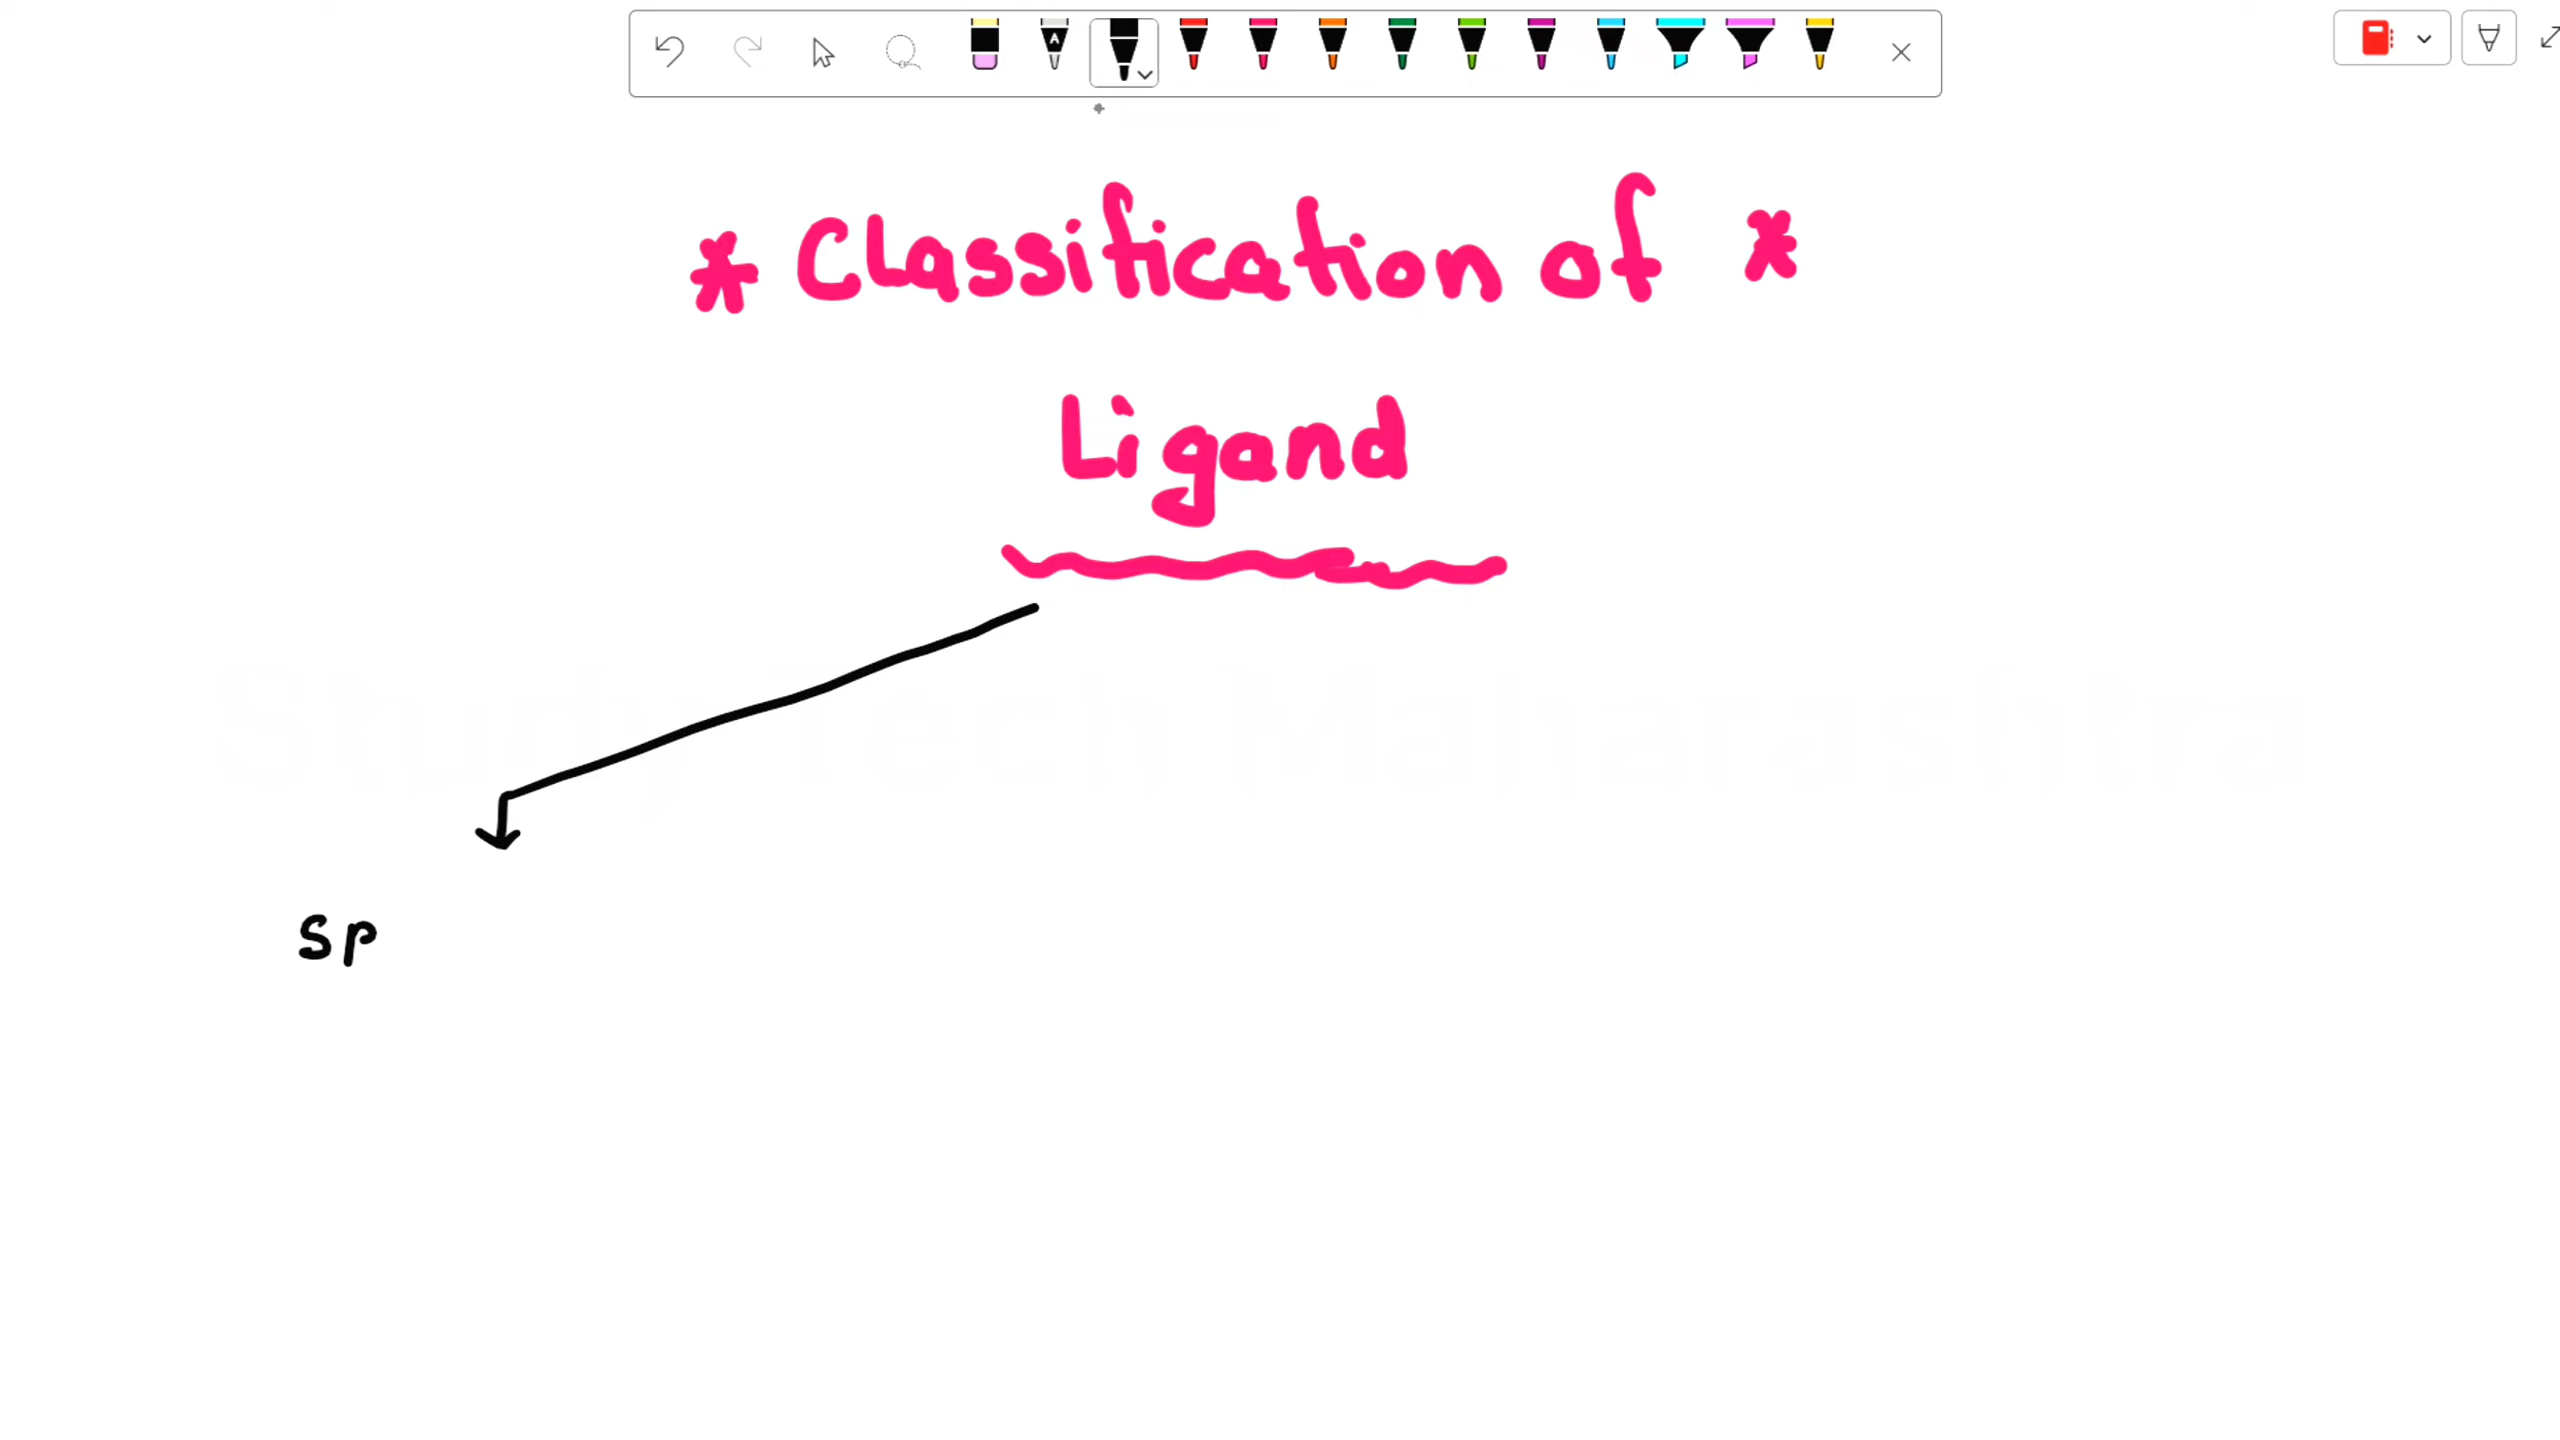 * Classification of *
Ligand
sp